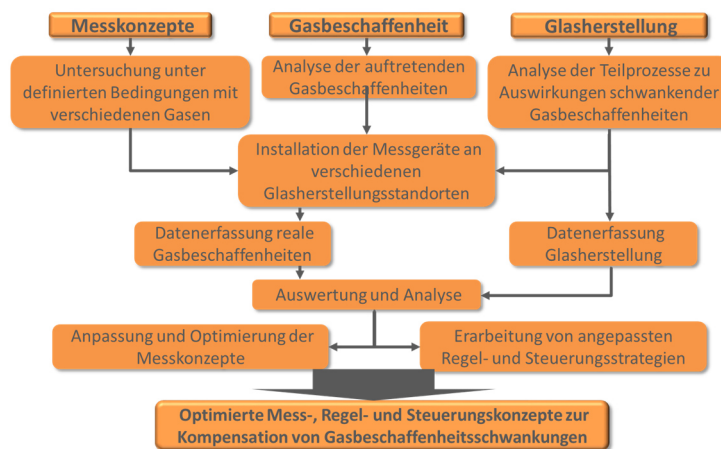 Messkonzepte
Gasbeschaffenheit
Glasherstellung
Untersuchung unter
definierten Bedingungen mit
verschiedenen Gasen
Analyse der auftretenden
Gasbeschaffenheiten
Analyse der Teilprozesse zu
Auswirkungen schwankender
Gasbeschaffenheiten
Installation der Messgeräte an
verschiedenen
Glasherstellungsstandorten
Datenerfassung reale
Gasbeschaffenheiten
Datenerfassung
Glasherstellung
Auswertung und Analyse
Anpassung und Optimierung der
Messkonzepte
Erarbeitung von angepassten
Regel- und Steuerungsstrategien
Optimierte Mess-, Regel- und Steuerungskonzepte zur
Kompensation von Gasbeschaffenheitsschwankungen